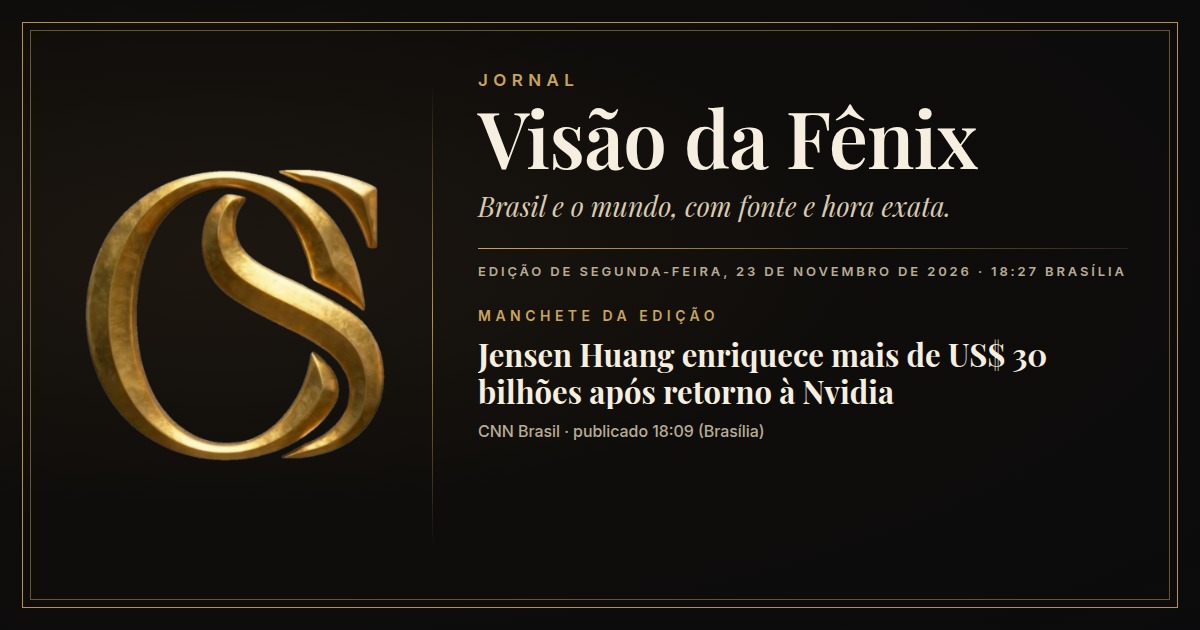 JORNAL
Visão da Fênix
Brasil e o mundo, com fonte e hora exata.
EDIÇÃO DE SEGUNDA-FEIRA, 23 DE NOVEMBRO DE 2026 · 18:27 BRASÍLIA
MANCHETE DA EDIÇÃO
Jensen Huang enriquece mais de US$ 30
bilhões após retorno à Nvidia
CNN Brasil · publicado 18:09 (Brasília)